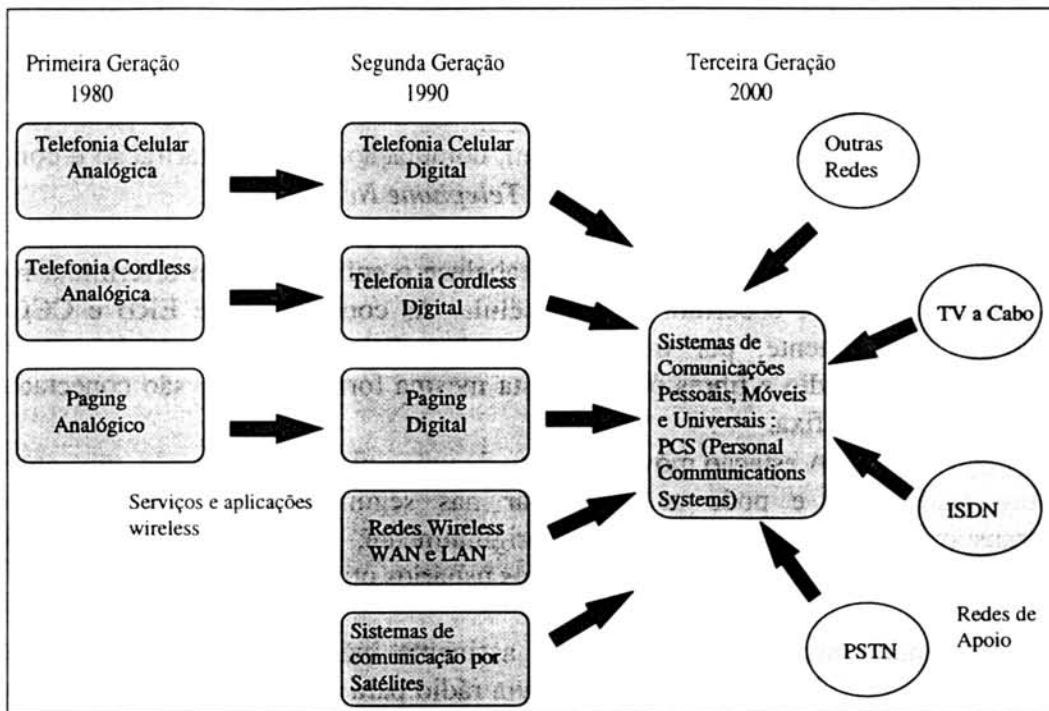 Primeira Geração
1980
Segunda Geração
1990
Terceira Geração
2000
Telefonia Celular
Analógica
Telefonia Celular
Digital
Outras
Redes
Telefonia Cordless
Analógica
Telefonia Cordless
Digital
TV a Cabo
Sistemas de
Comunicações
Pessoais, Móveis
e Universais :
PCS (Personal
Communications
Systems)
Paging
Analógico
Paging
Digital
Serviços e aplicações
wireless
Redes Wireless
WAN e LAN
ISDN
Sistemas de
comunicação por
Satélites
PSTN
Redes de
Apoio